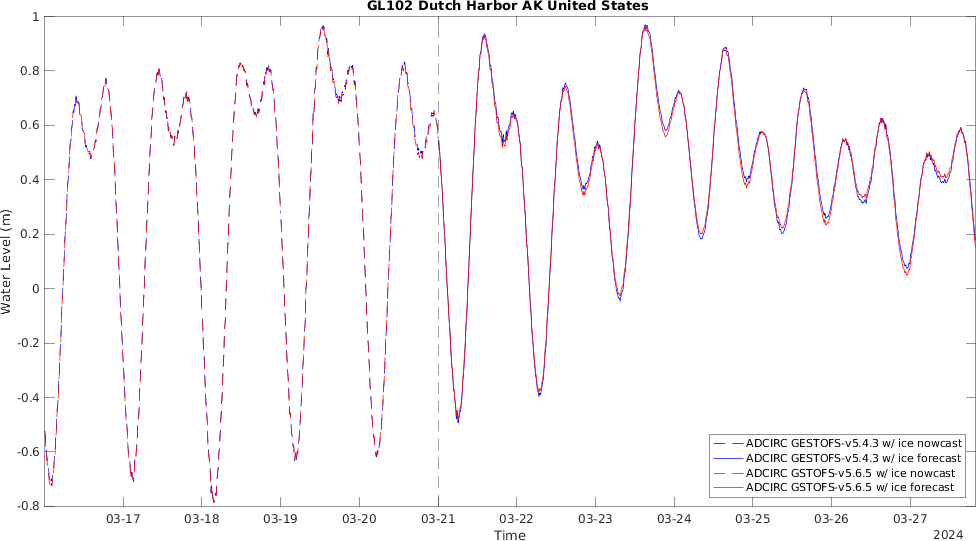 GL102 Dutch Harbor AK United States
1
0.8
0.6
0.4
0.2
0
-0.2
-0.4
-0.6
-0.8
Water Level (m)
ADCIRC GESTOFS-v5.4.3 w/ ice nowcast
ADCIRC GESTOFS-v5.4.3 w/ ice forecast
ADCIRC GSTOFS-v5.6.5 w/ ice nowcast
ADCIRC GSTOFS-v5.6.5 w/ ice forecast
03-17 03-18 03-19 03-20 03-21 03-22 03-23 03-24 03-25 03-26 03-27
Time
2024